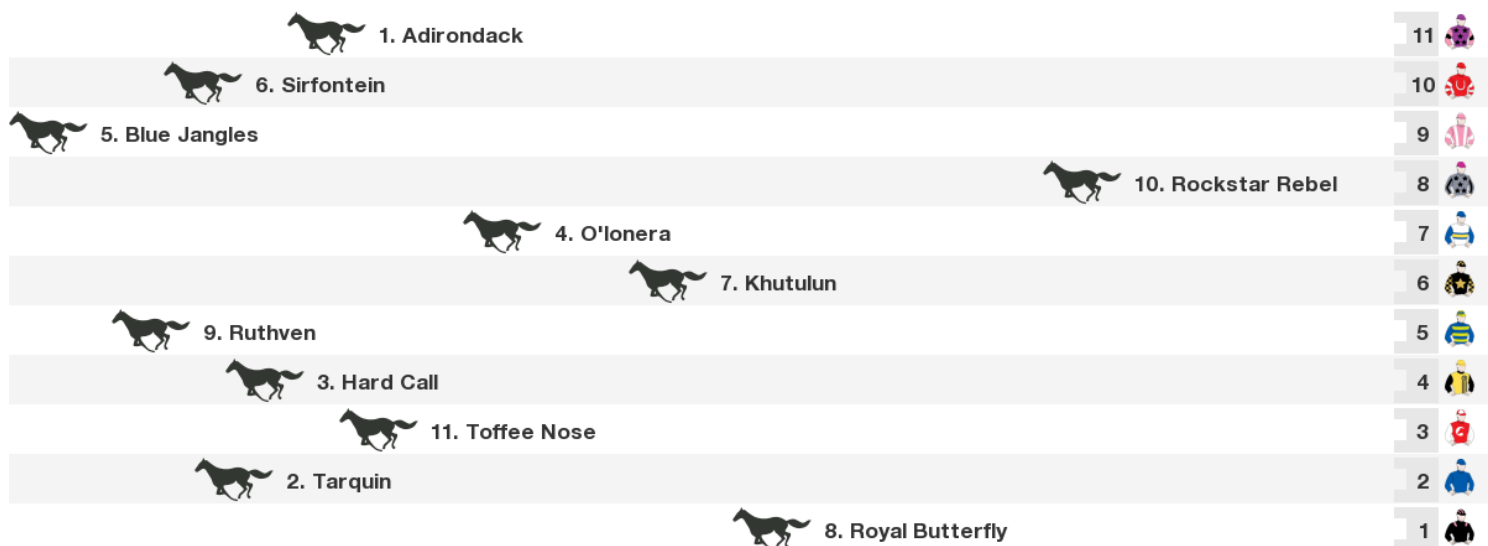 1. Adirondack 11
6. Sirfontein 10
5. Blue Jangles 9
10. Rockstar Rebel 8
4. O'lonera 7
7. Khutulun 6
9. Ruthven 5
3. Hard Call 4
11. Toffee Nose 3
2. Tarquin 2
8. Royal Butterfly 1